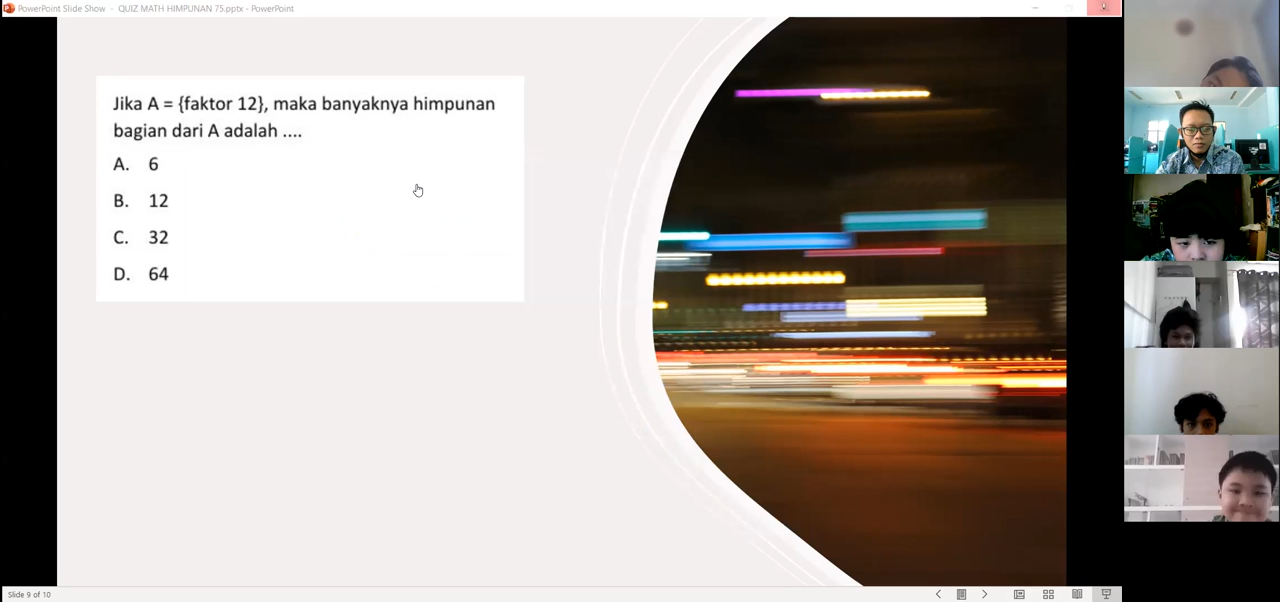 PowerPoint Slide Show - QUIZ MATH HIMPUNAN 75.pptx - PowerPoint
Jika A = {faktor 12}, maka banyaknya himpunan
bagian dari A adalah ....
A. 6
B. 12
C. 32
D. 64
Slide 9 of 10